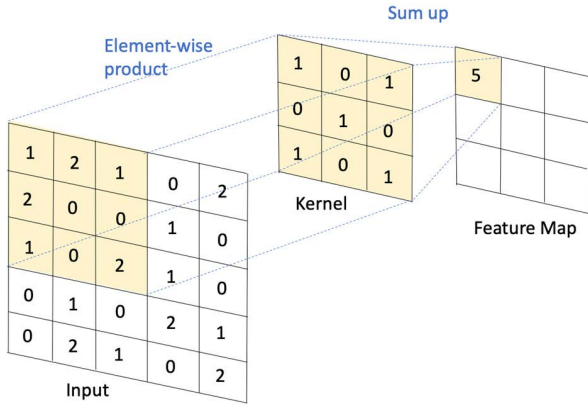 Sum up
Element-wise
product
1 0 1
0 1 0
1 0 1
Kernel
5
Feature Map
1 2 1 0 2
2 0 0 1 0
1 0 2 1 0
0 1 0 2 1
0 2 1 0 2
Input